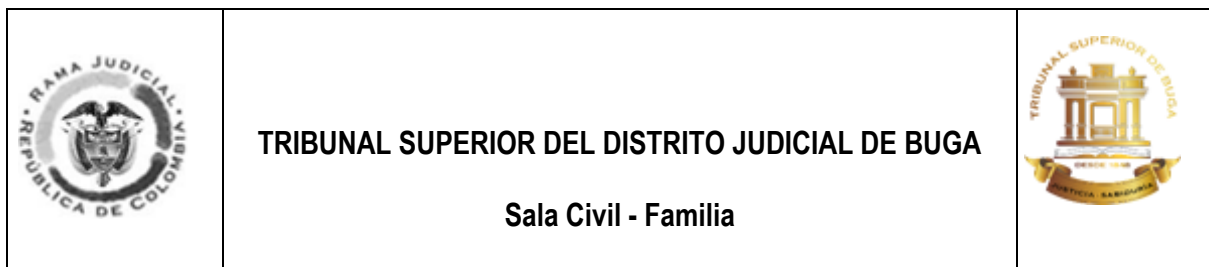 RAMA JUDICIAL
REPÚBLICA DE COLOMBIA
TRIBUNAL SUPERIOR DEL DISTRITO JUDICIAL DE BUGA
Sala Civil - Familia
TRIBUNAL SUPERIOR DE BUGA
JUSTICIA - SABIDURIA